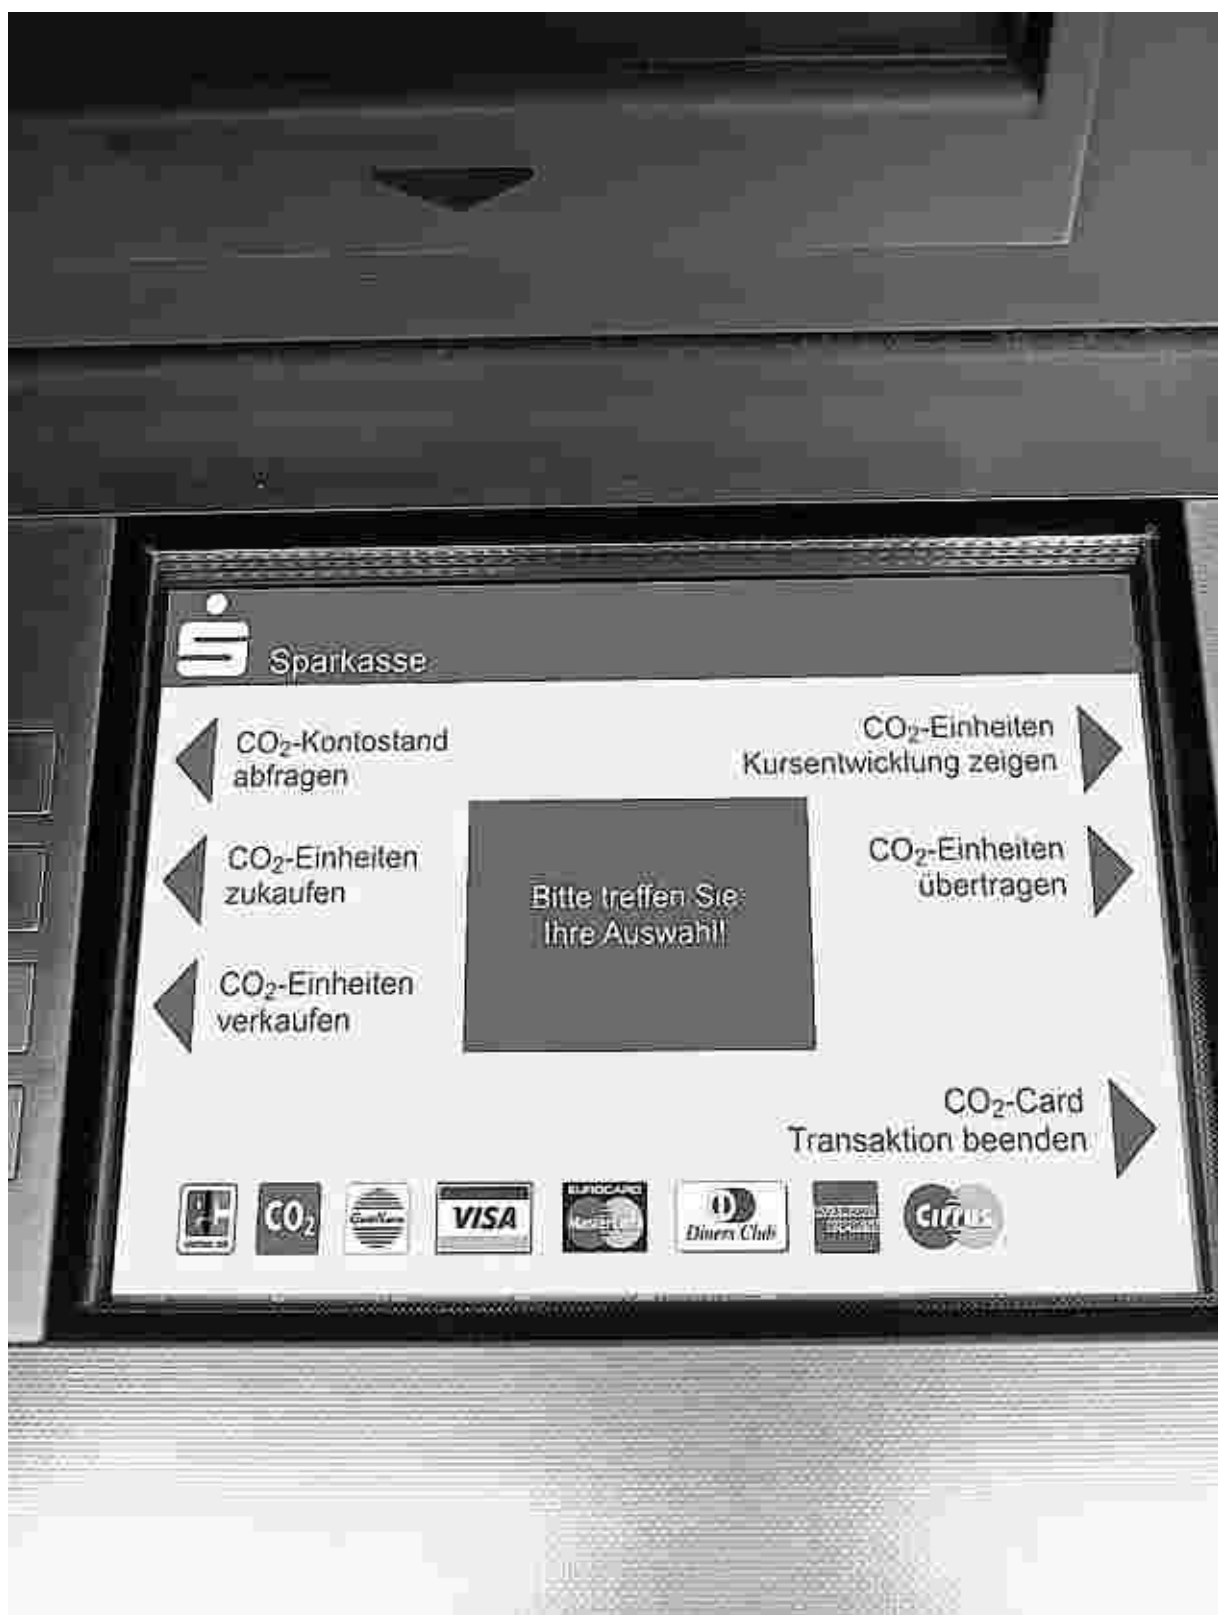 Sparkasse
CO₂-Kontostand
abfragen
CO₂-Einheiten
zukaufen
CO₂-Einheiten
verkaufen
Bitte treffen Sie
Ihre Auswahl!
CO₂-Einheiten
Kursentwicklung zeigen
CO₂-Einheiten
übertragen
CO₂-Card
Transaktion beenden
CO₂
VISA
EUROCARD
MasterCard
Diners Club
Cirrus